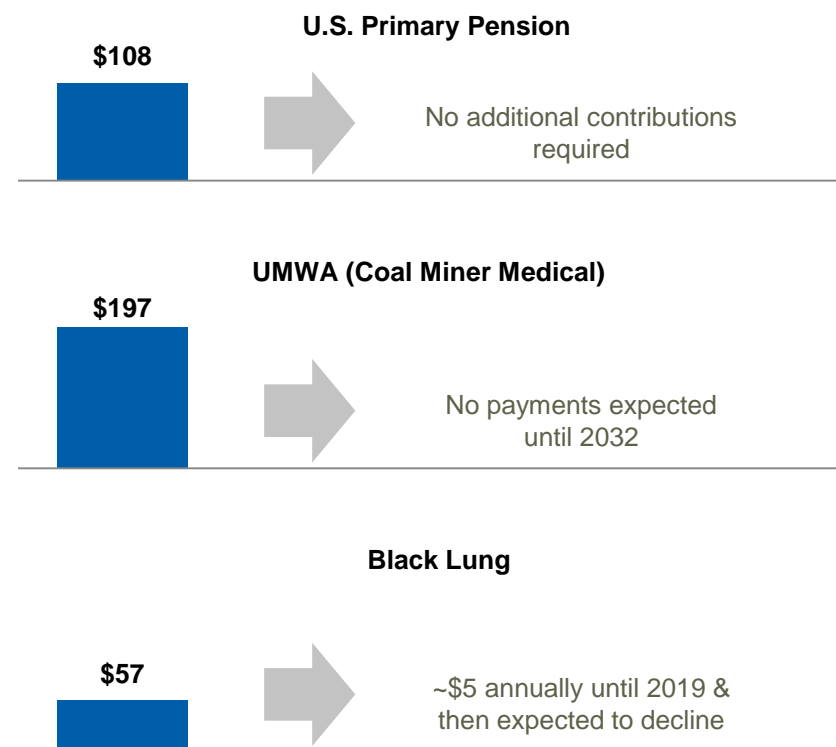 U.S. Primary Pension
$108
No additional contributions
required
UMWA (Coal Miner Medical)
$197
No payments expected
until 2032
Black Lung
$57
~$5 annually until 2019 &
then expected to decline